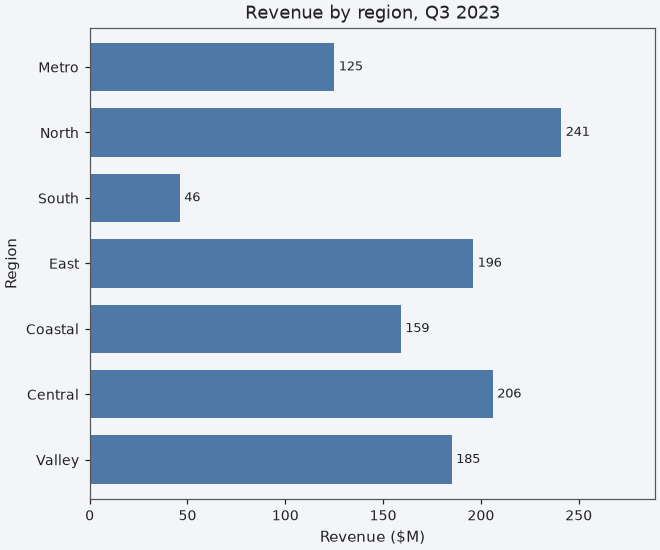 Revenue by region, Q3 2023
Metro 125
North 241
South 46
East 196
Coastal 159
Central 206
Valley 185
Region
0 50 100 150 200 250
Revenue ($M)